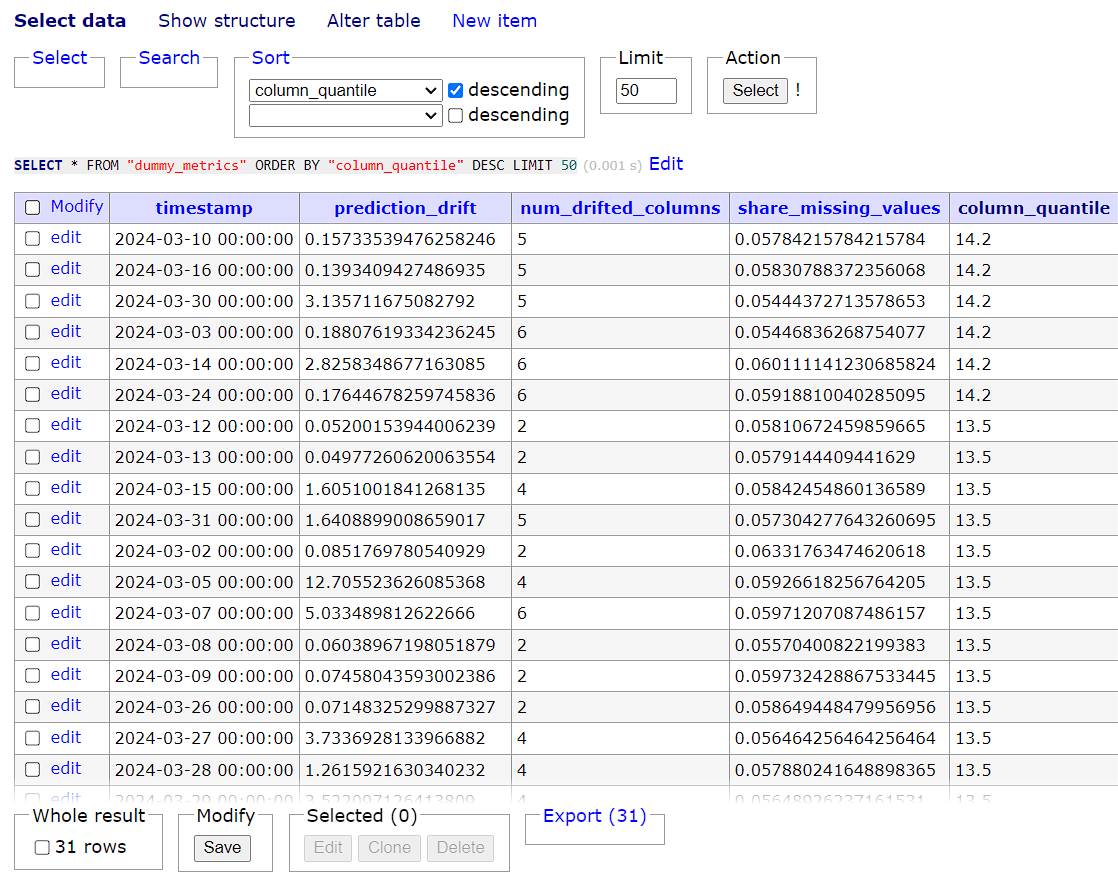 Select data Show structure Alter table New item
Select Search Sort Limit Action
column_quantile descending 50 Select !
descending
SELECT * FROM "dummy_metrics" ORDER BY "column_quantile" DESC LIMIT 50 (0.001 s) Edit
Modify timestamp prediction_drift num_drifted_columns share_missing_values column_quantile
edit 2024-03-10 00:00:00 0.15733539476258246 5 0.05784215784215784 14.2
edit 2024-03-16 00:00:00 0.1393409427486935 5 0.05830788372356068 14.2
edit 2024-03-30 00:00:00 3.135711675082792 5 0.05444372713578653 14.2
edit 2024-03-03 00:00:00 0.18807619334236245 6 0.05446836268754077 14.2
edit 2024-03-14 00:00:00 2.8258348677163085 6 0.060111141230685824 14.2
edit 2024-03-24 00:00:00 0.17644678259745836 6 0.05918810040285095 14.2
edit 2024-03-12 00:00:00 0.05200153944006239 2 0.05810672459859665 13.5
edit 2024-03-13 00:00:00 0.04977260620063554 2 0.0579144409441629 13.5
edit 2024-03-15 00:00:00 1.6051001841268135 4 0.05842454860136589 13.5
edit 2024-03-31 00:00:00 1.6408899008659017 5 0.057304277643260695 13.5
edit 2024-03-02 00:00:00 0.0851769780540929 2 0.06331763474620618 13.5
edit 2024-03-05 00:00:00 12.705523626085368 4 0.05926618256764205 13.5
edit 2024-03-07 00:00:00 5.033489812622666 6 0.05971207087486157 13.5
edit 2024-03-08 00:00:00 0.06038967198051879 2 0.05570400822199383 13.5
edit 2024-03-09 00:00:00 0.07458043593002386 2 0.059732428867533445 13.5
edit 2024-03-26 00:00:00 0.07148325299887327 2 0.058649448479956956 13.5
edit 2024-03-27 00:00:00 3.7336928133966882 4 0.056464256464256464 13.5
edit 2024-03-28 00:00:00 1.2615921630340232 4 0.057880241648898365 13.5
edit 2024-03-29 00:00:00 4 13.5
Whole result Modify Selected (0) Export (31)
31 rows Save Edit Clone Delete